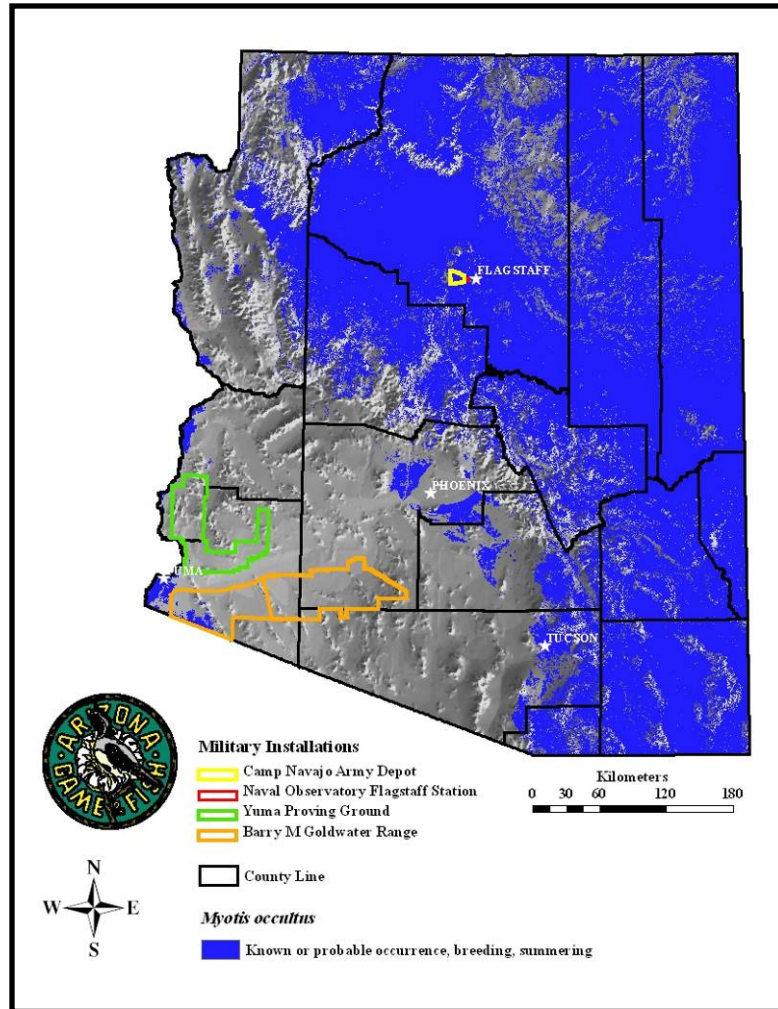 FLAGSTAFF
PHOENIX
UMA
TUCSON
ARIZONA
GAME & FISH
Military Installations
Camp Navajo Army Depot
Naval Observatory Flagstaff Station
Yuma Proving Ground
Barry M Goldwater Range
County Line
Myotis occultus
Known or probable occurrence, breeding, summering
Kilometers
0 30 60 120 180
N
W E
S